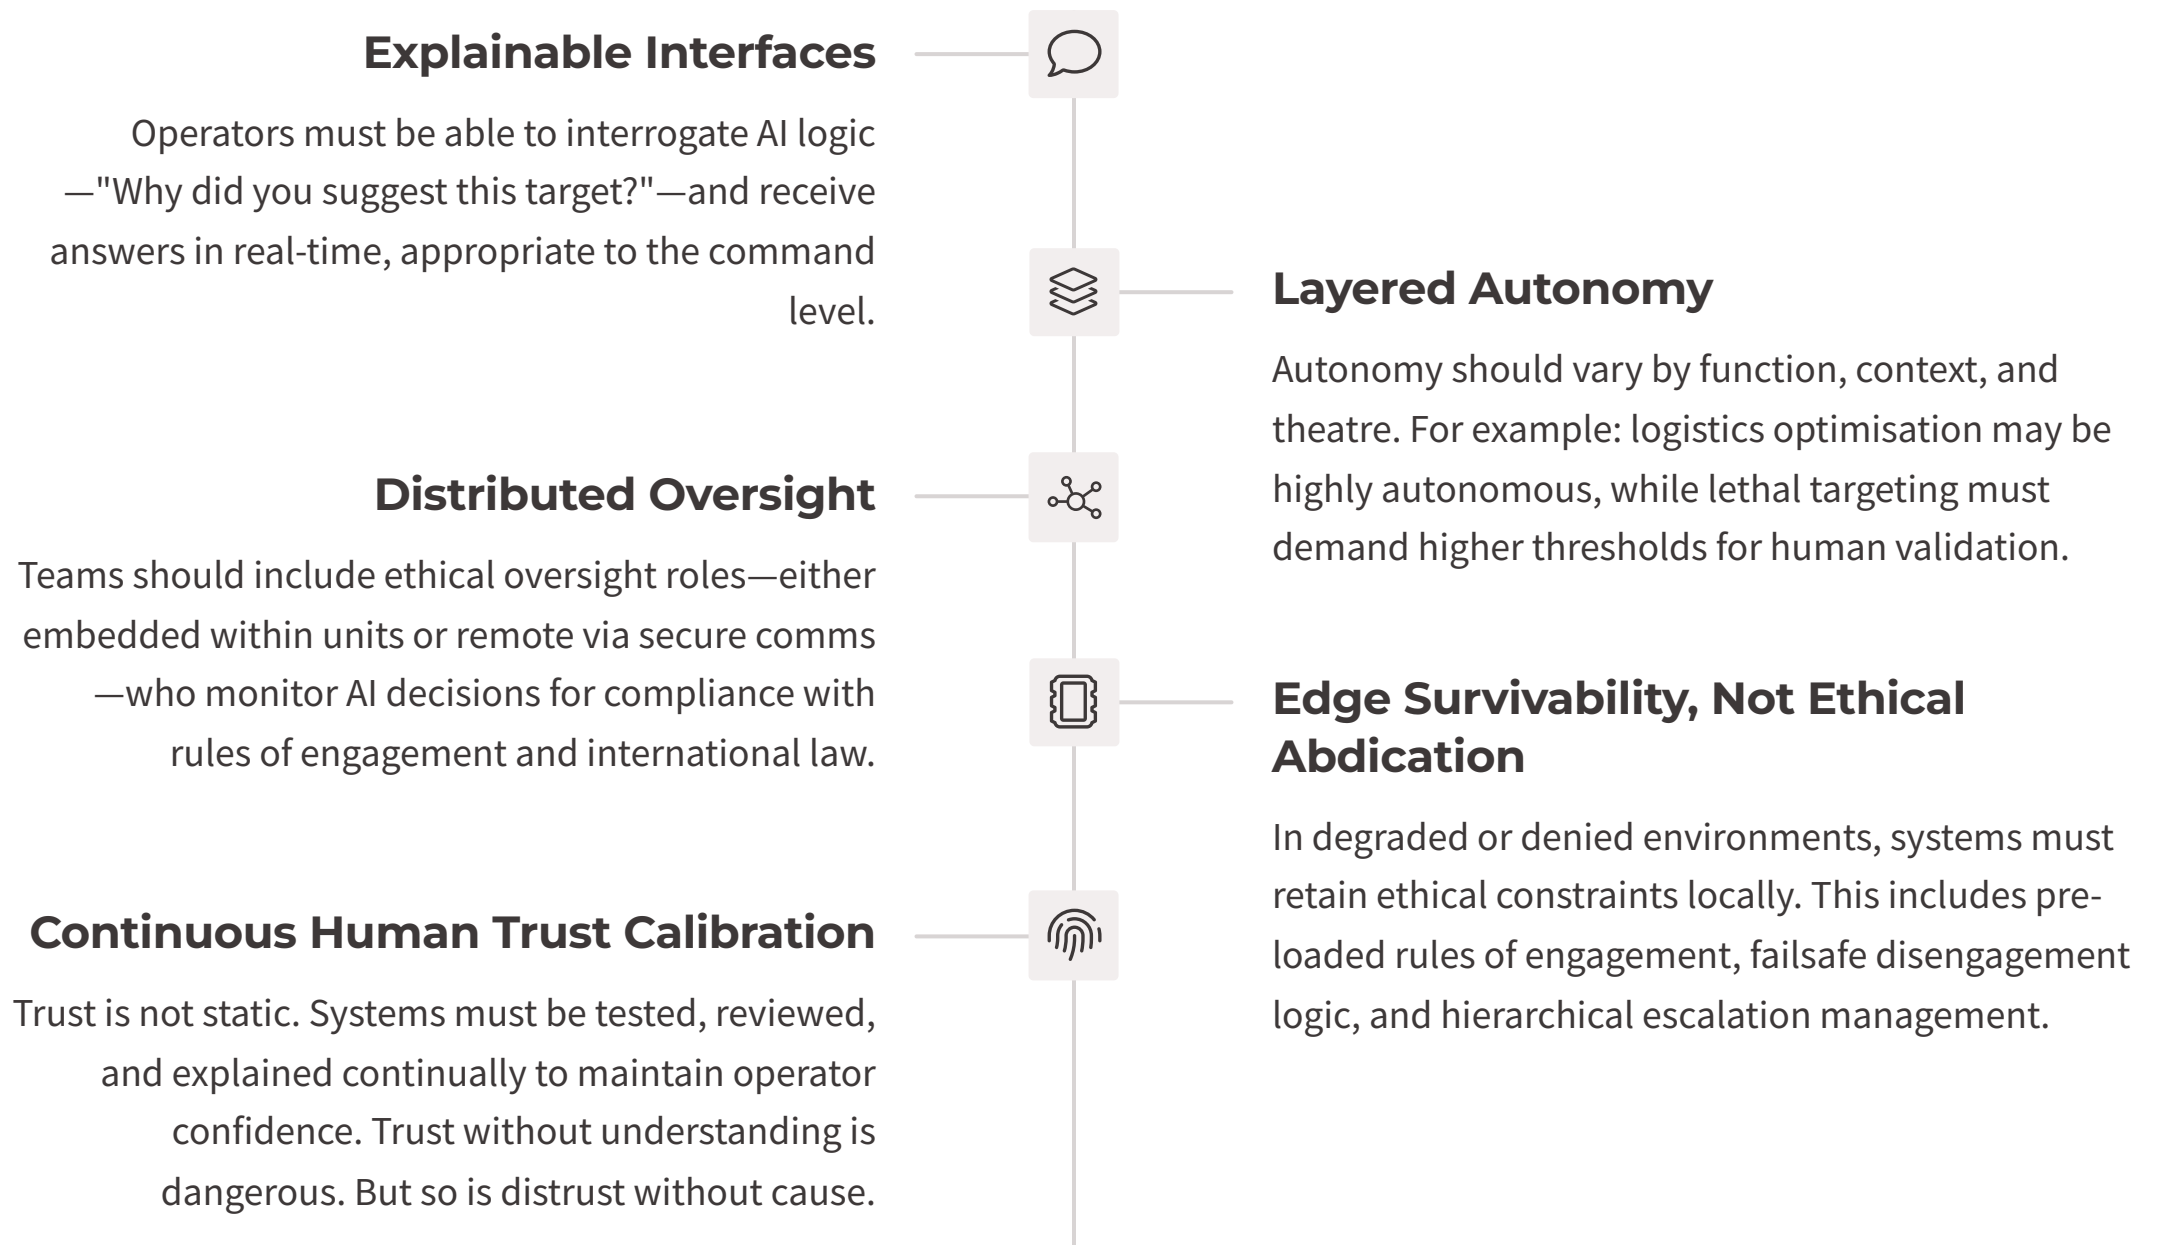 Explainable Interfaces
Operators must be able to interrogate AI logic
—"Why did you suggest this target?"—and receive
answers in real-time, appropriate to the command
level.
Layered Autonomy
Autonomy should vary by function, context, and
theatre. For example: logistics optimisation may be
highly autonomous, while lethal targeting must
demand higher thresholds for human validation.
Distributed Oversight
Teams should include ethical oversight roles—either
embedded within units or remote via secure comms
—who monitor AI decisions for compliance with
rules of engagement and international law.
Edge Survivability, Not Ethical
Abdication
In degraded or denied environments, systems must
retain ethical constraints locally. This includes pre-
loaded rules of engagement, failsafe disengagement
logic, and hierarchical escalation management.
Continuous Human Trust Calibration
Trust is not static. Systems must be tested, reviewed,
and explained continually to maintain operator
confidence. Trust without understanding is
dangerous. But so is distrust without cause.